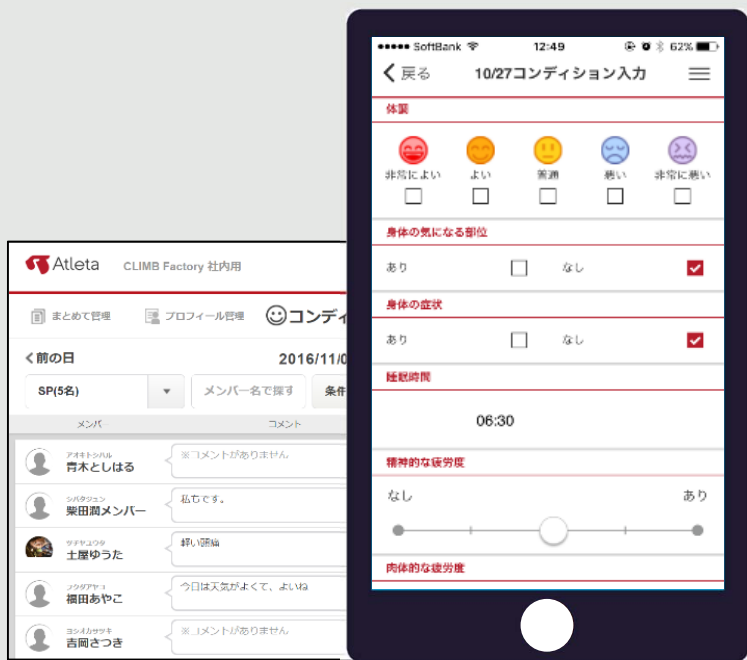 Atleta CLIMB Factory 社内用
まとめて管理 プロフィール管理 コンディ
前の日 2016/11/0
SP(5名) メンバー名で探す 条件
メンバー コメント
アオキトシハル
青木としはる
※コメントがありません
シバタジュン
柴田潤メンバー
私もです。
ツチヤユウタ
土屋ゆうた
軽い頭痛
フクダアヤコ
福田あやこ
今日は天気がよくて、よいね
ヨシオカサツキ
吉岡さつき
※コメントがありません
SoftBank 12:49 62%
戻る 10/27コンディション入力
体調
非常によい よい 普通 悪い 非常に悪い
身体の気になる部位
あり なし
身体の症状
あり なし
睡眠時間
06:30
精神的な疲労度
なし あり
肉体的な疲労度